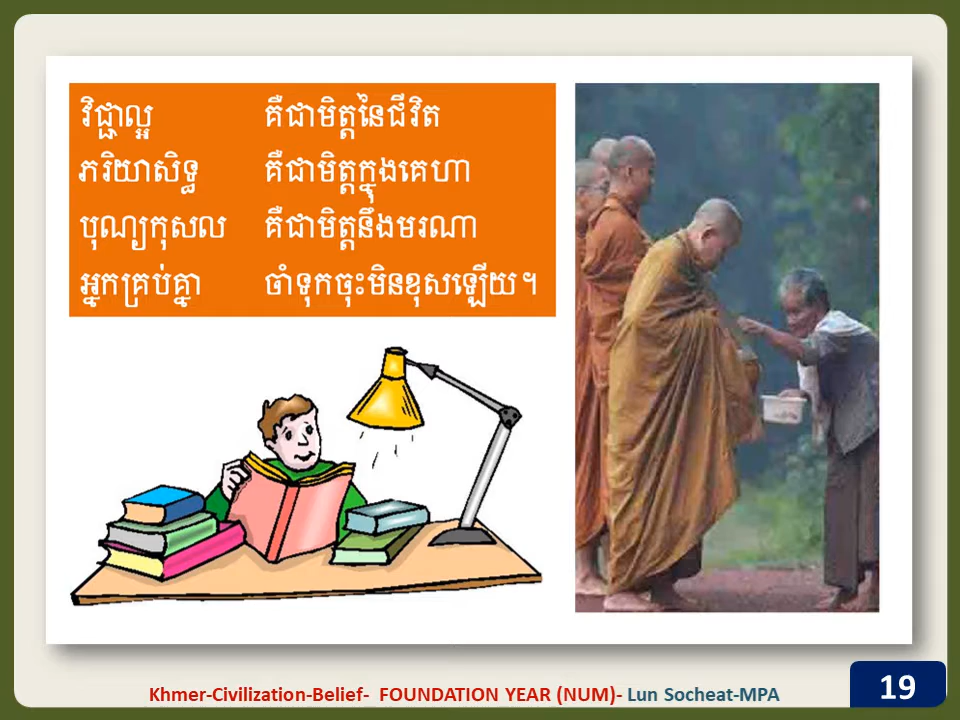 វិជ្ជាល្អ គឺជាមិត្តនៃជីវិត
ភរិយាសិទ្ធ គឺជាមិត្តក្នុងគេហា
បុណ្យកុសល គឺជាមិត្តនឹងមរណា
អ្នកគ្រប់គ្នា ចាំទុកចុះមិនខុសឡើយ។
Khmer-Civilization-Belief- FOUNDATION YEAR (NUM)- Lun Socheat-MPA
19